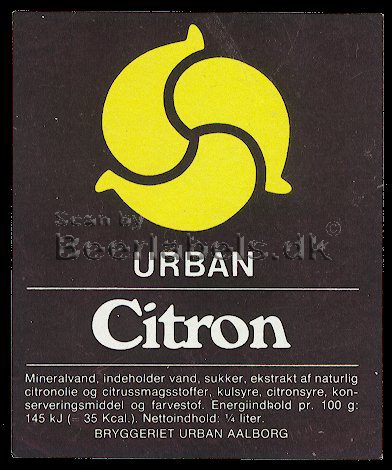 Scan by
Beerlabels.dk ©
URBAN
Citron
Mineralvand, indeholder vand, sukker, ekstrakt af naturlig
citronolie og citrussmagsstoffer, kulsyre, citronsyre, kon-
serveringsmiddel og farvestof. Energiindhold pr. 100 g:
145 kJ (= 35 Kcal.). Nettoindhold: ¼ liter.
BRYGGERIET URBAN AALBORG